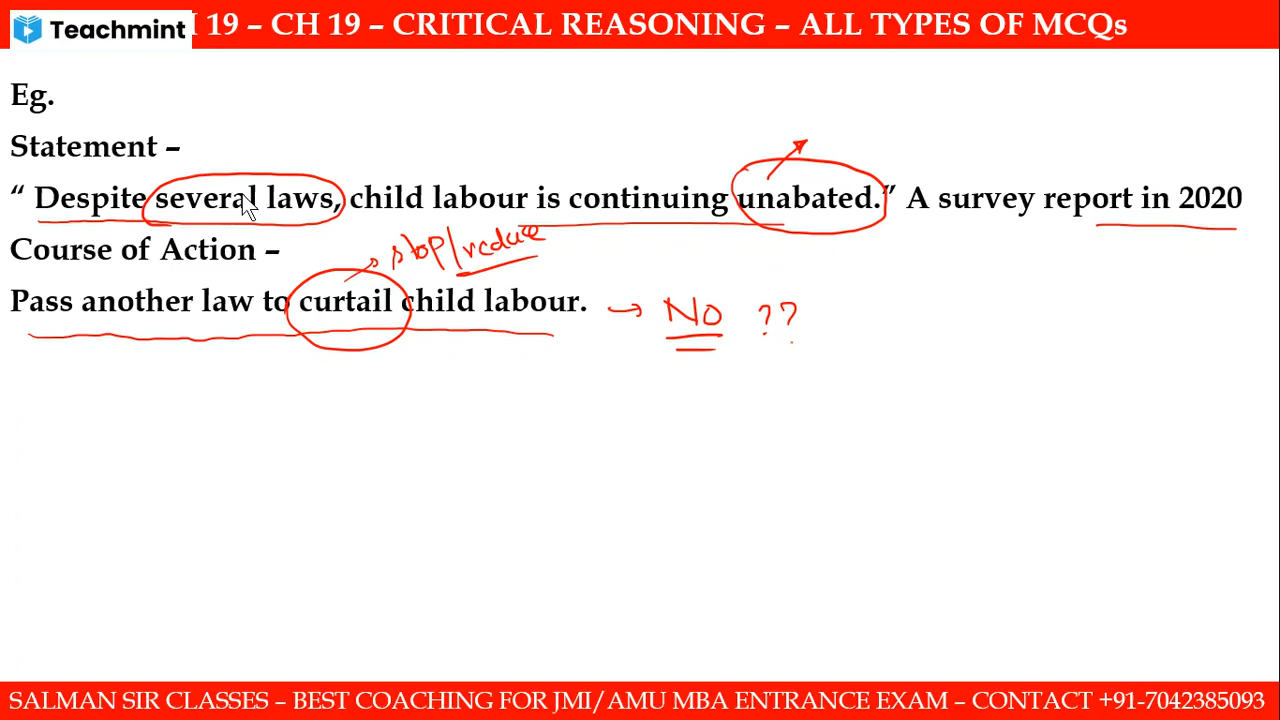 Teachmint
19 – CH 19 – CRITICAL REASONING – ALL TYPES OF MCQs
Eg.
Statement –
“ Despite several laws, child labour is continuing unabated.” A survey report in 2020
Course of Action –
stop/reduce
Pass another law to curtail child labour. → No ??
SALMAN SIR CLASSES – BEST COACHING FOR JMI/AMU MBA ENTRANCE EXAM – CONTACT +91-7042385093